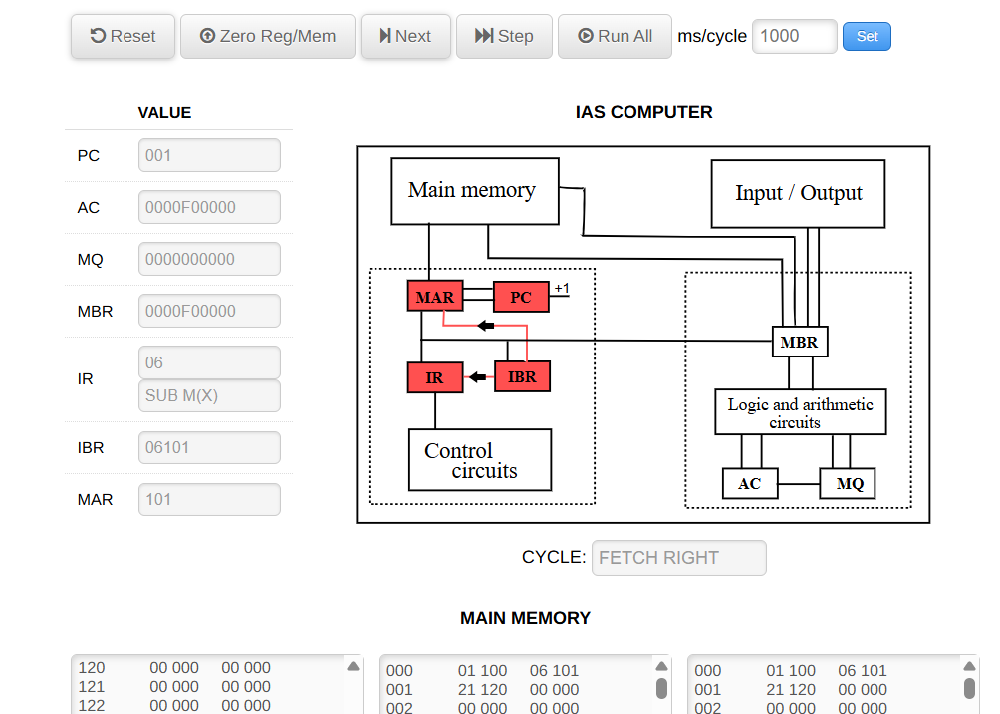 Reset Zero Reg/Mem Next Step Run All ms/cycle 1000 Set
VALUE
PC 001
AC 0000F00000
MQ 0000000000
MBR 0000F00000
IR 06
SUB M(X)
IBR 06101
MAR 101
IAS COMPUTER
Main memory
Input / Output
MAR
PC
+1
MBR
IR
IBR
Logic and arithmetic
circuits
Control
circuits
AC
MQ
CYCLE: FETCH RIGHT
MAIN MEMORY
120 00 000 00 000
121 00 000 00 000
122 00 000 00 000
000 01 100 06 101
001 21 120 00 000
002 00 000 00 000
000 01 100 06 101
001 21 120 00 000
002 00 000 00 000